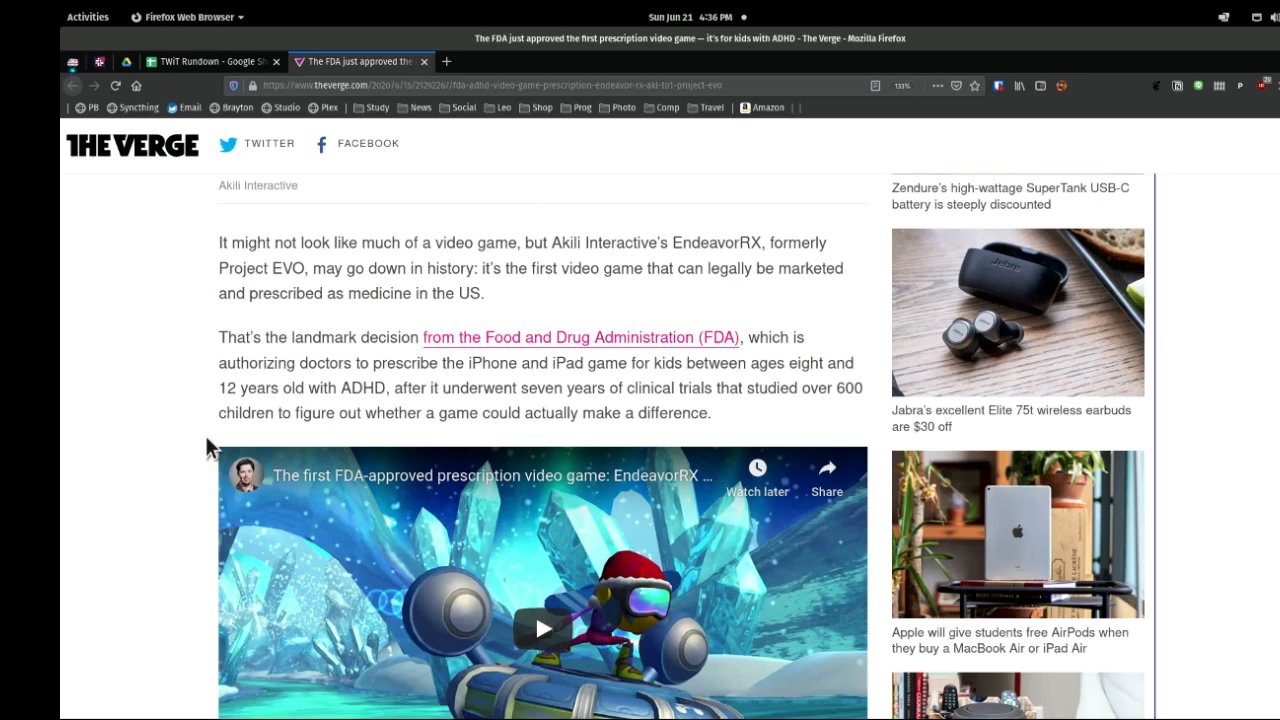 Activities
Firefox Web Browser
Sun Jun 21 4:36 PM
The FDA just approved the first prescription video game — it's for kids with ADHD - The Verge - Mozilla Firefox
TWiT Rundown - Google Sh
The FDA just approved the
https://www.theverge.com/2020/6/15/21292267/fda-adhd-video-game-prescription-endeavor-rx-akl-t01-project-evo
133%
PB
Syncthing
Email
Brayton
Studio
Plex
Study
News
Social
Leo
Shop
Prog
Photo
Comp
Travel
Amazon
THE VERGE
TWITTER
FACEBOOK
Akili Interactive
It might not look like much of a video game, but Akili Interactive's EndeavorRX, formerly
Project EVO, may go down in history: it's the first video game that can legally be marketed
and prescribed as medicine in the US.
That's the landmark decision from the Food and Drug Administration (FDA), which is
authorizing doctors to prescribe the iPhone and iPad game for kids between ages eight and
12 years old with ADHD, after it underwent seven years of clinical trials that studied over 600
children to figure out whether a game could actually make a difference.
The first FDA-approved prescription video game: EndeavorRX ...
Watch later
Share
Zendure's high-wattage SuperTank USB-C
battery is steeply discounted
Jabra
Jabra's excellent Elite 75t wireless earbuds
are $30 off
Apple will give students free AirPods when
they buy a MacBook Air or iPad Air